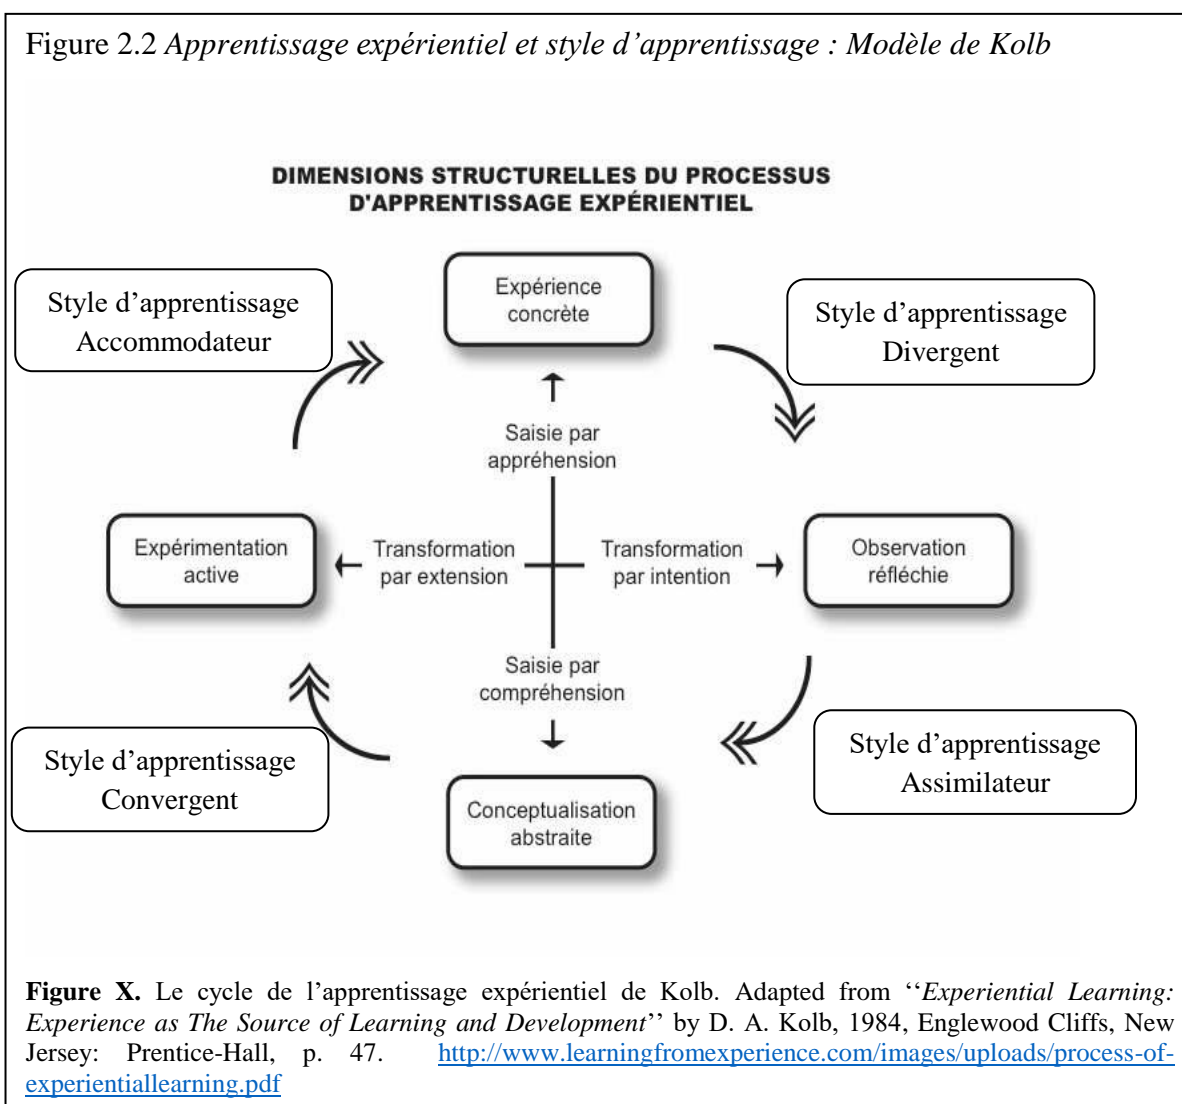 Figure 2.2 Apprentissage expérientiel et style d’apprentissage : Modèle de Kolb
DIMENSIONS STRUCTURELLES DU PROCESSUS
D'APPRENTISSAGE EXPÉRIENTIEL
Expérience
concrète
Style d’apprentissage
Accommodateur
Style d’apprentissage
Divergent
Saisie par
appréhension
Expérimentation
active
Transformation
par extension
Transformation
par intention
Observation
réfléchie
Saisie par
compréhension
Style d’apprentissage
Convergent
Style d’apprentissage
Assimilateur
Conceptualisation
abstraite
Figure X. Le cycle de l’apprentissage expérientiel de Kolb. Adapted from ‘‘Experiential Learning:
Experience as The Source of Learning and Development’’ by D. A. Kolb, 1984, Englewood Cliffs, New
Jersey: Prentice-Hall, p. 47. http://www.learningfromexperience.com/images/uploads/process-of-
experientiallearning.pdf